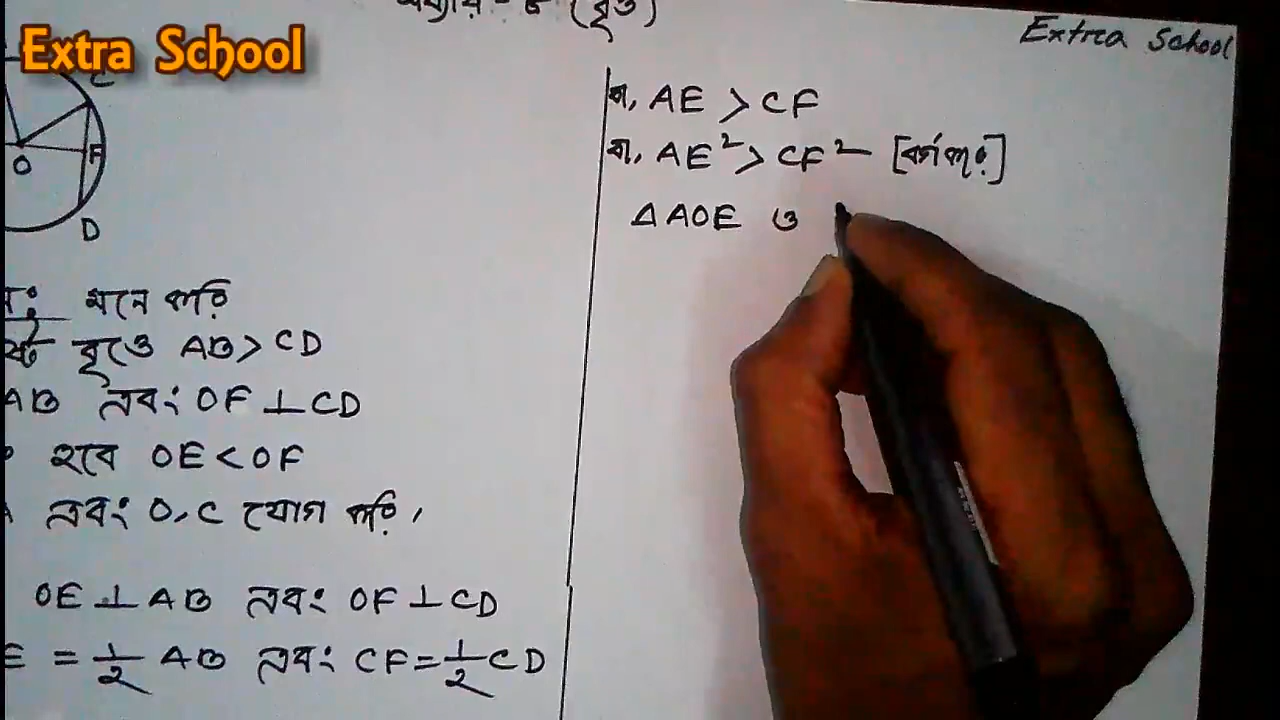 (বৃত্ত)
Extra School
Extra School
C
O
F
D
মনে করি
বৃত্তে AB > CD
AB এবং OF ⊥ CD
হবে OE < OF
এবং O, C যোগ করি,
OE ⊥ AB এবং OF ⊥ CD
E = 1/2 AB এবং CF = 1/2 CD
বা, AE > CF
বা, AE² > CF² [বর্গ করে]
Δ AOE ও